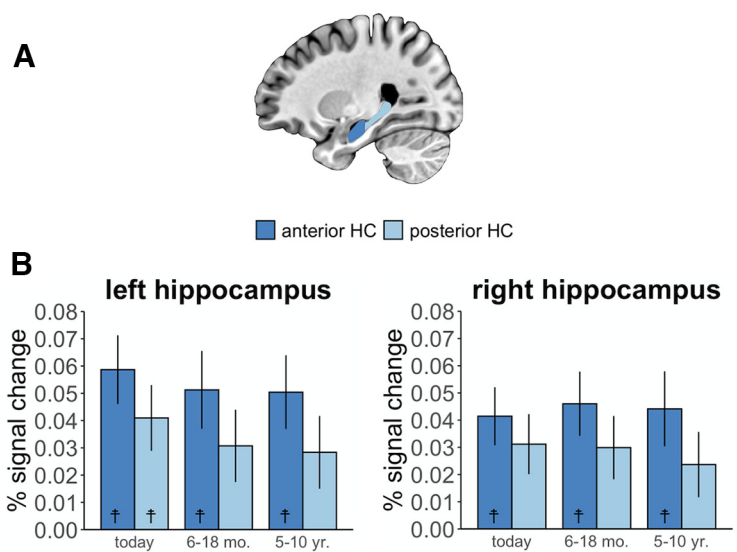 A
anterior HC posterior HC
B
left hippocampus
% signal change
0.08
0.07
0.06
0.05
0.04
0.03
0.02
0.01
0.00
‡ ‡ ‡ ‡
today 6-18 mo. 5-10 yr.
right hippocampus
% signal change
0.08
0.07
0.06
0.05
0.04
0.03
0.02
0.01
0.00
‡ ‡ ‡
today 6-18 mo. 5-10 yr.